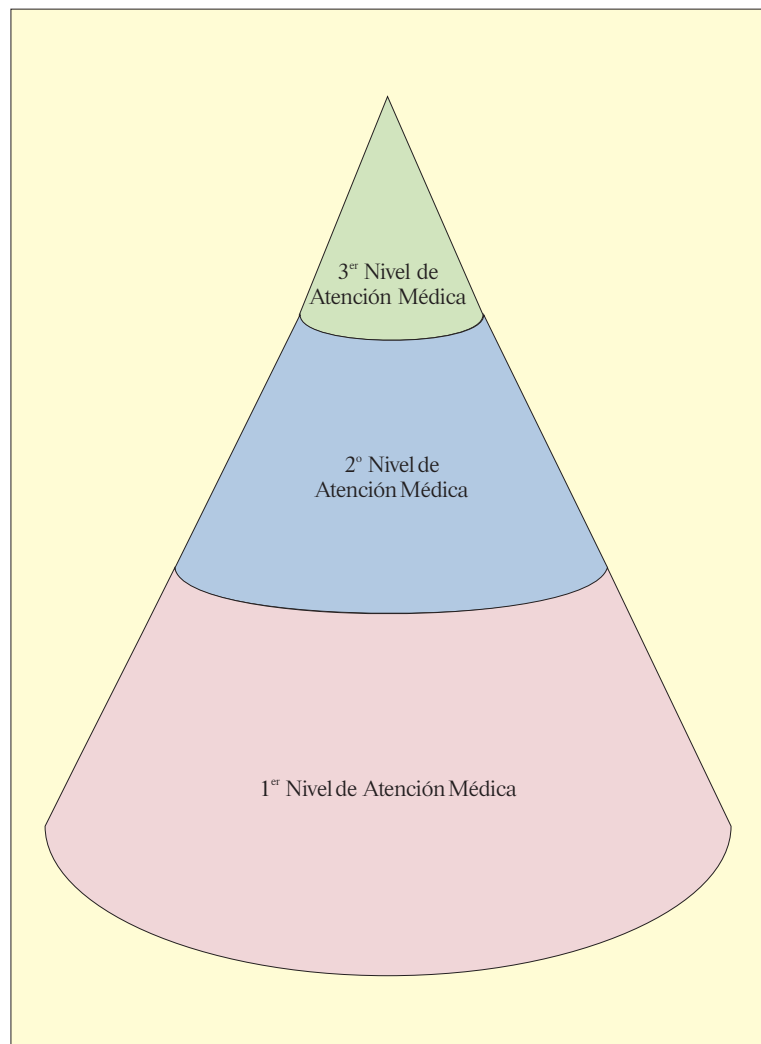 3er Nivel de
Atención Médica
2º Nivel de
Atención Médica
1er Nivel de Atención Médica